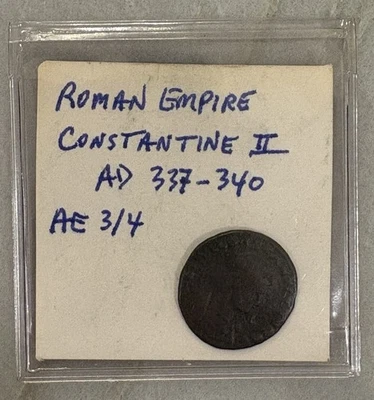 ROMAN EMPIRE
CONSTANTINE II
AD 337-340
AE 3/4